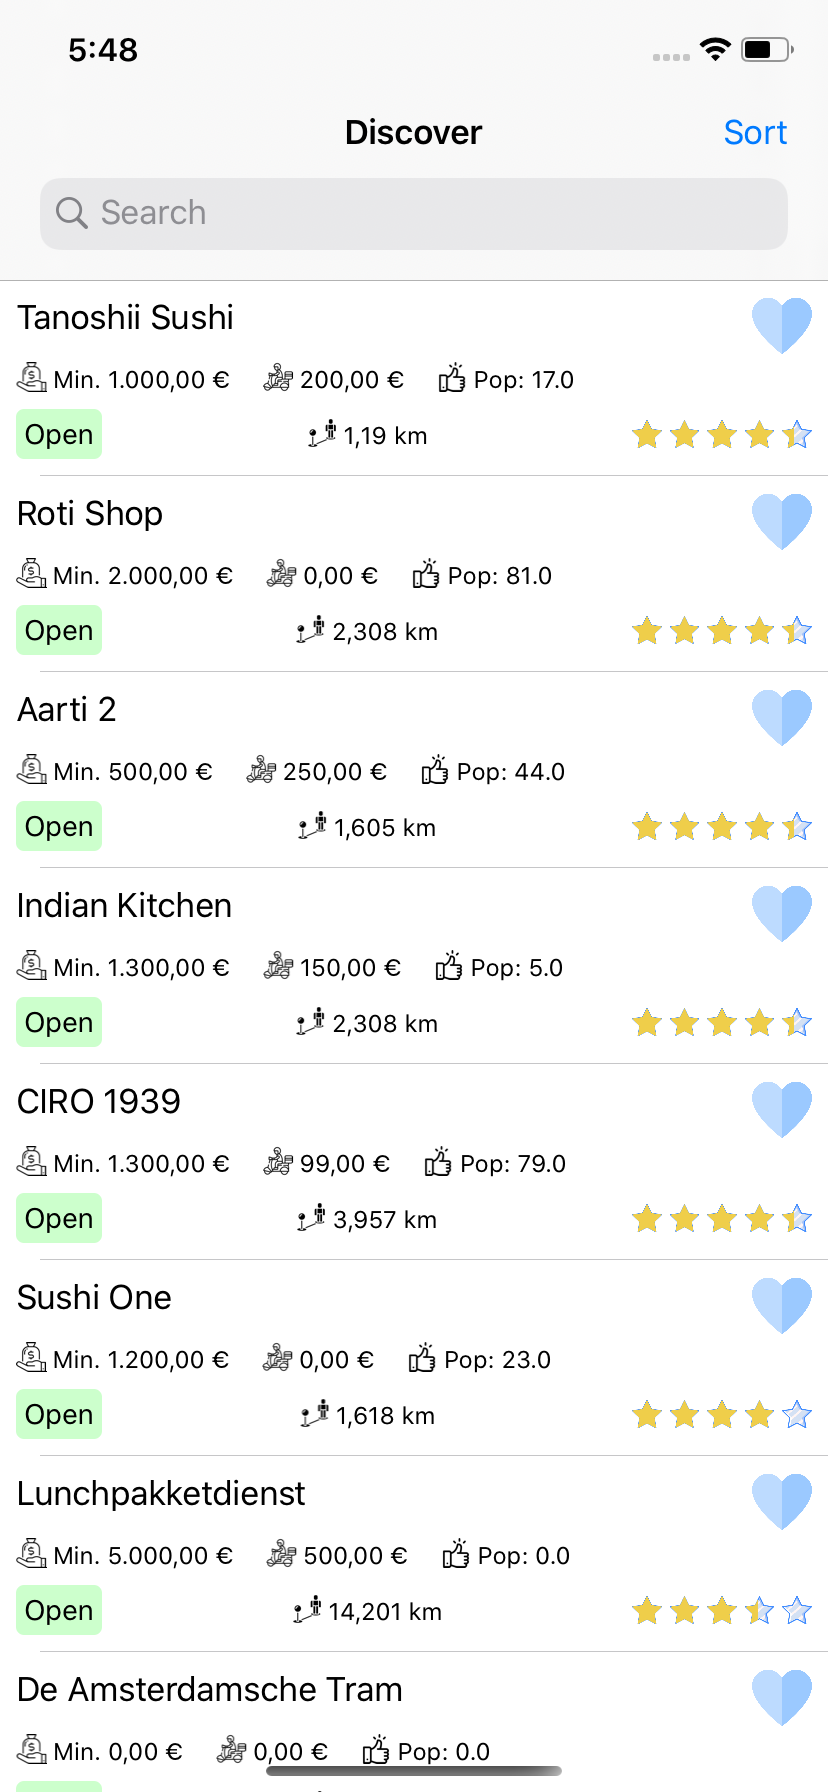 5:48
Discover
Sort
Search
Tanoshii Sushi
Min. 1.000,00 € 200,00 € Pop: 17.0
Open 1,19 km
Roti Shop
Min. 2.000,00 € 0,00 € Pop: 81.0
Open 2,308 km
Aarti 2
Min. 500,00 € 250,00 € Pop: 44.0
Open 1,605 km
Indian Kitchen
Min. 1.300,00 € 150,00 € Pop: 5.0
Open 2,308 km
CIRO 1939
Min. 1.300,00 € 99,00 € Pop: 79.0
Open 3,957 km
Sushi One
Min. 1.200,00 € 0,00 € Pop: 23.0
Open 1,618 km
Lunchpakketdienst
Min. 5.000,00 € 500,00 € Pop: 0.0
Open 14,201 km
De Amsterdamsche Tram
Min. 0,00 € 0,00 € Pop: 0.0